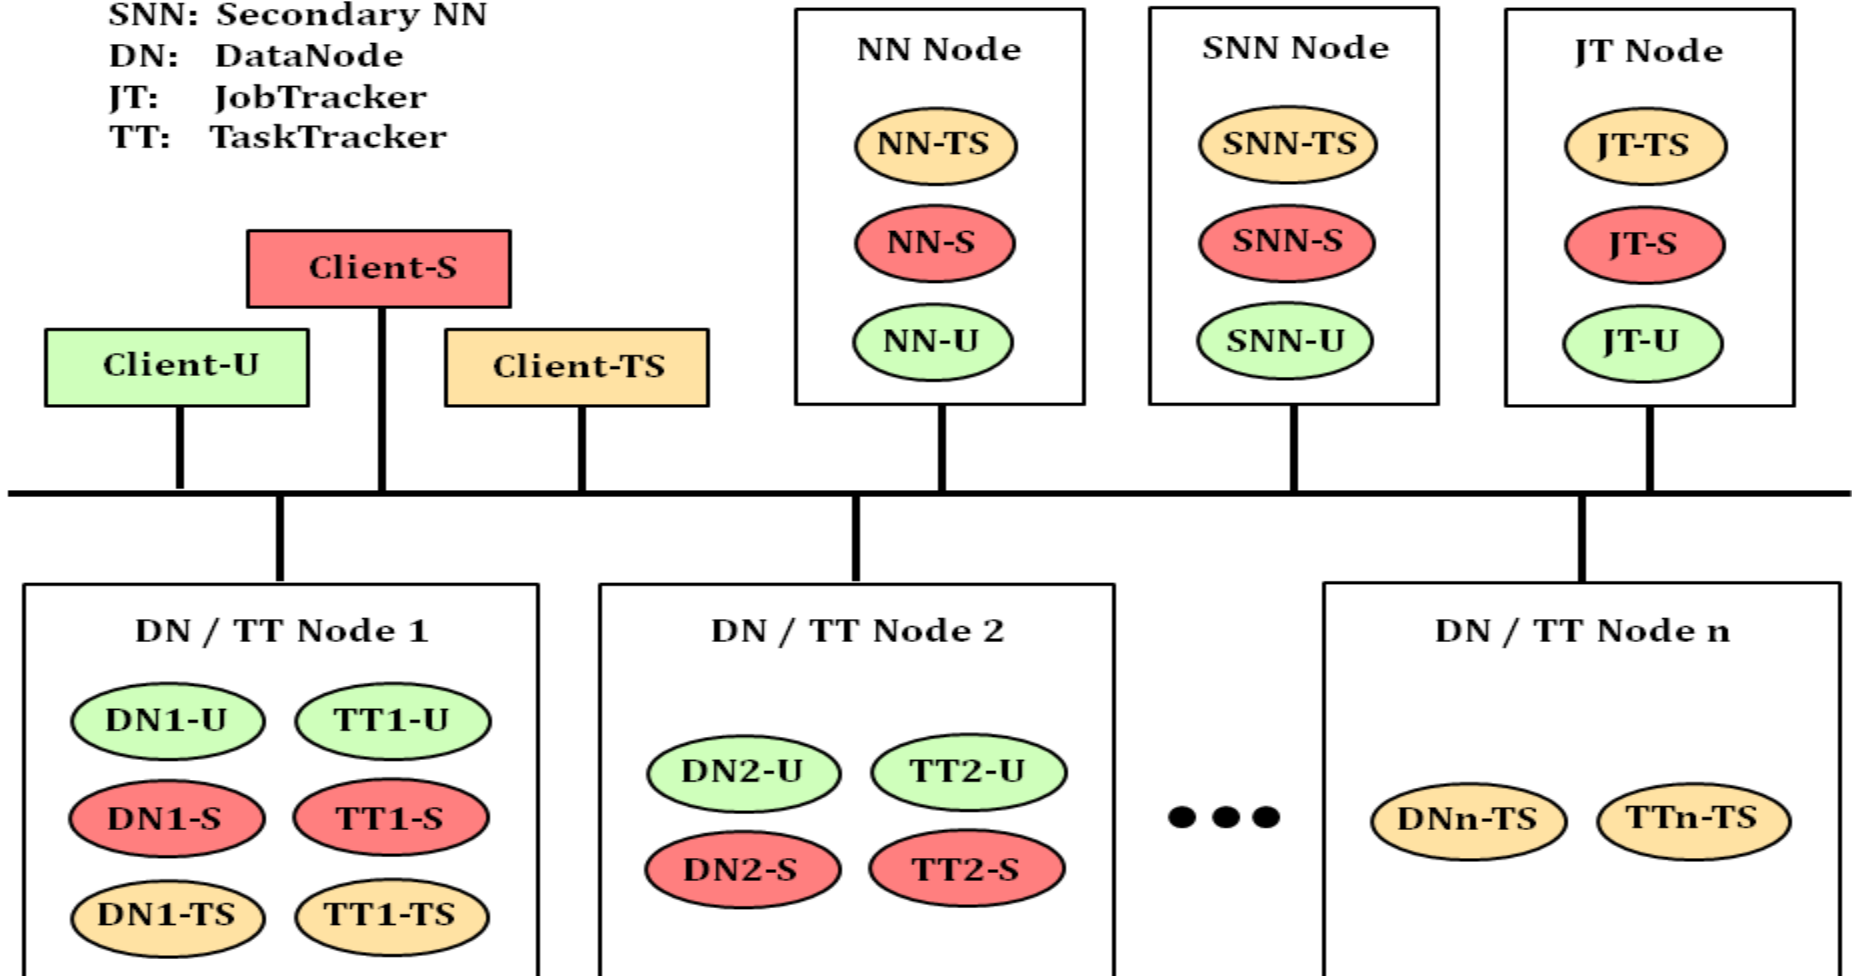 SNN: Secondary NN
DN: DataNode
JT: JobTracker
TT: TaskTracker
NN Node
NN-TS
NN-S
NN-U
SNN Node
SNN-TS
SNN-S
SNN-U
JT Node
JT-TS
JT-S
JT-U
Client-S
Client-U
Client-TS
DN / TT Node 1
DN1-U TT1-U
DN1-S TT1-S
DN1-TS TT1-TS
DN / TT Node 2
DN2-U TT2-U
DN2-S TT2-S
DN / TT Node n
DNn-TS TTn-TS